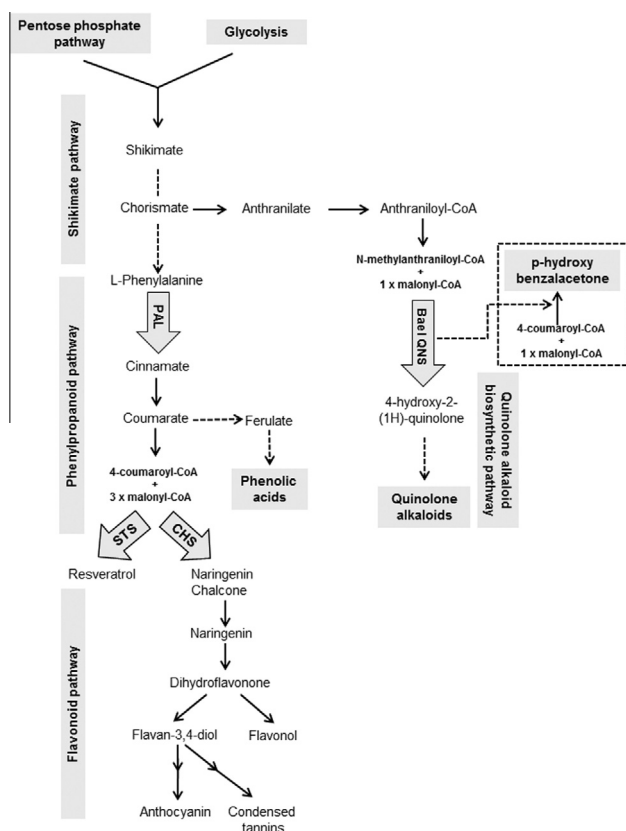 Pentose phosphate
pathway
Glycolysis
Shikimate pathway
Shikimate
Chorismate
Anthranilate
Anthraniloyl-CoA
L-Phenylalanine
N-methylanthraniloyl-CoA
+
1 x malonyl-CoA
p-hydroxy
benzalacetone
4-coumaroyl-CoA
+
1 x malonyl-CoA
Phenylpropanoid pathway
PAL
Bael QNS
Cinnamate
Coumarate
Ferulate
4-hydroxy-2-
(1H)-quinolone
Quinolone alkaloid
biosynthetic pathway
4-coumaroyl-CoA
+
3 x malonyl-CoA
Phenolic
acids
Quinolone
alkaloids
STS
CHS
Resveratrol
Naringenin
Chalcone
Flavonoid pathway
Naringenin
Dihydroflavonone
Flavan-3,4-diol
Flavonol
Anthocyanin
Condensed
tannins